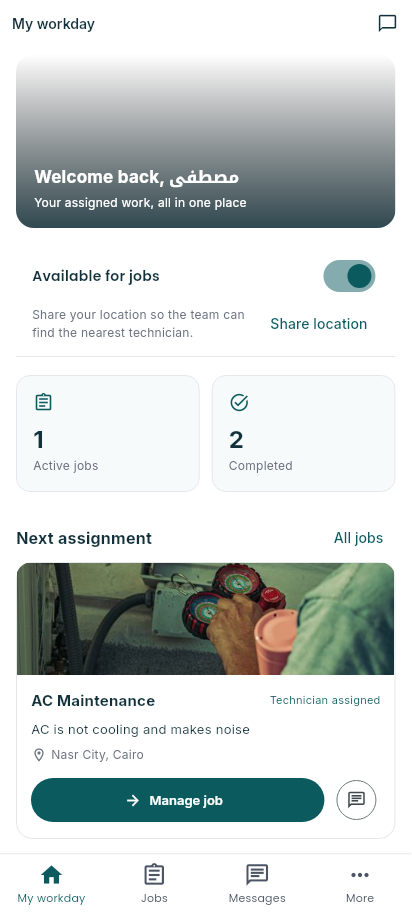 My workday
Welcome back, مصطفى
Your assigned work, all in one place
Available for jobs
Share your location so the team can
find the nearest technician.
Share location
1
Active jobs
2
Completed
Next assignment
All jobs
AC Maintenance
Technician assigned
AC is not cooling and makes noise
Nasr City, Cairo
Manage job
My workday
Jobs
Messages
More